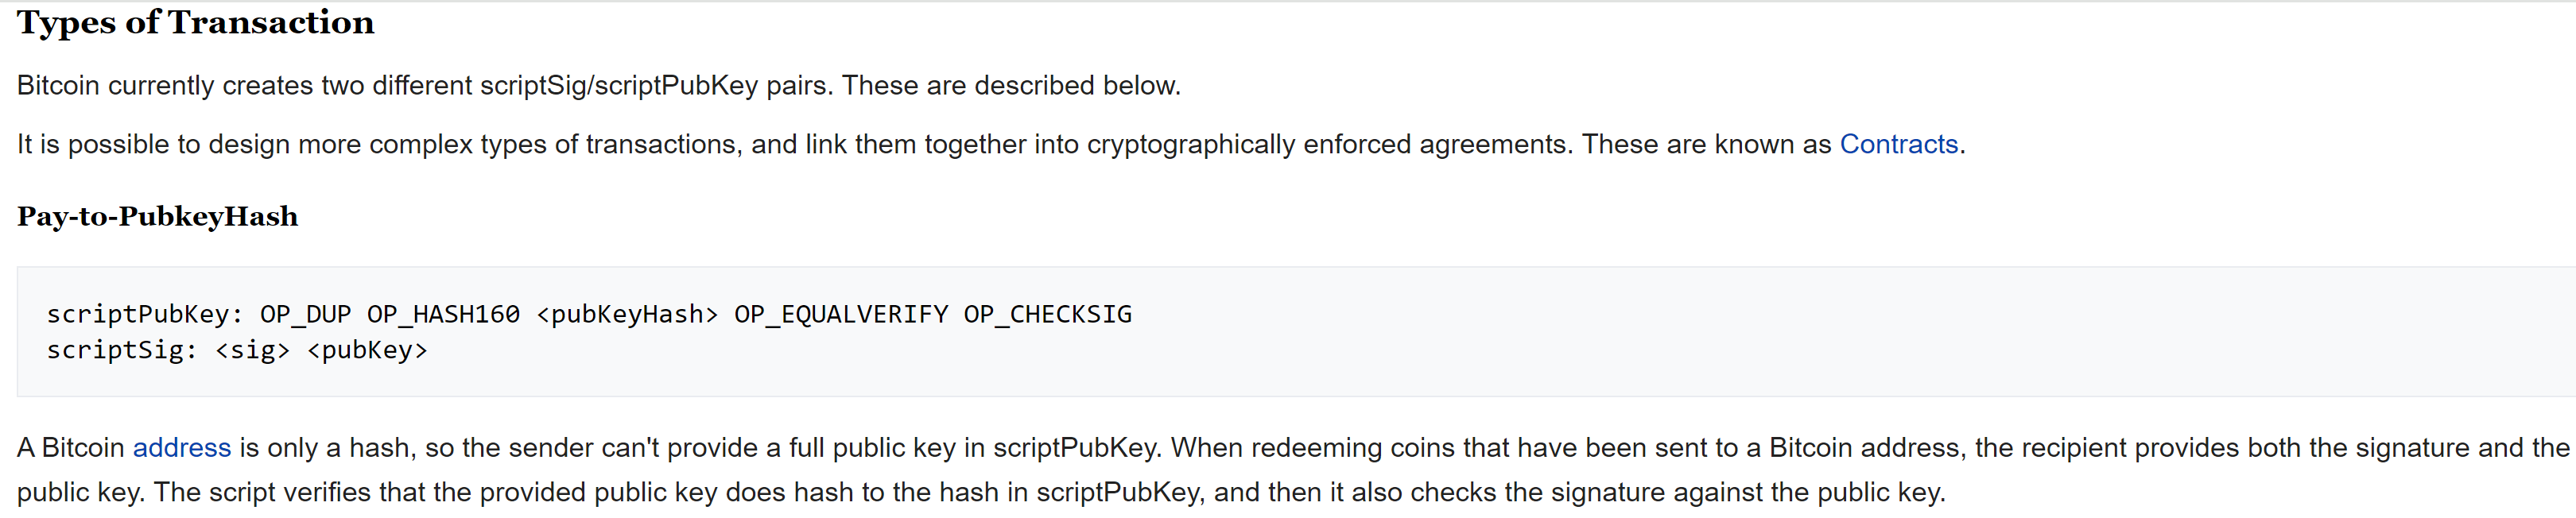 Types of Transaction
Bitcoin currently creates two different scriptSig/scriptPubKey pairs. These are described below.
It is possible to design more complex types of transactions, and link them together into cryptographically enforced agreements. These are known as Contracts.
Pay-to-PubkeyHash
scriptPubKey: OP_DUP OP_HASH160 <pubKeyHash> OP_EQUALVERIFY OP_CHECKSIG
scriptSig: <sig> <pubKey>
A Bitcoin address is only a hash, so the sender can't provide a full public key in scriptPubKey. When redeeming coins that have been sent to a Bitcoin address, the recipient provides both the signature and the
public key. The script verifies that the provided public key does hash to the hash in scriptPubKey, and then it also checks the signature against the public key.